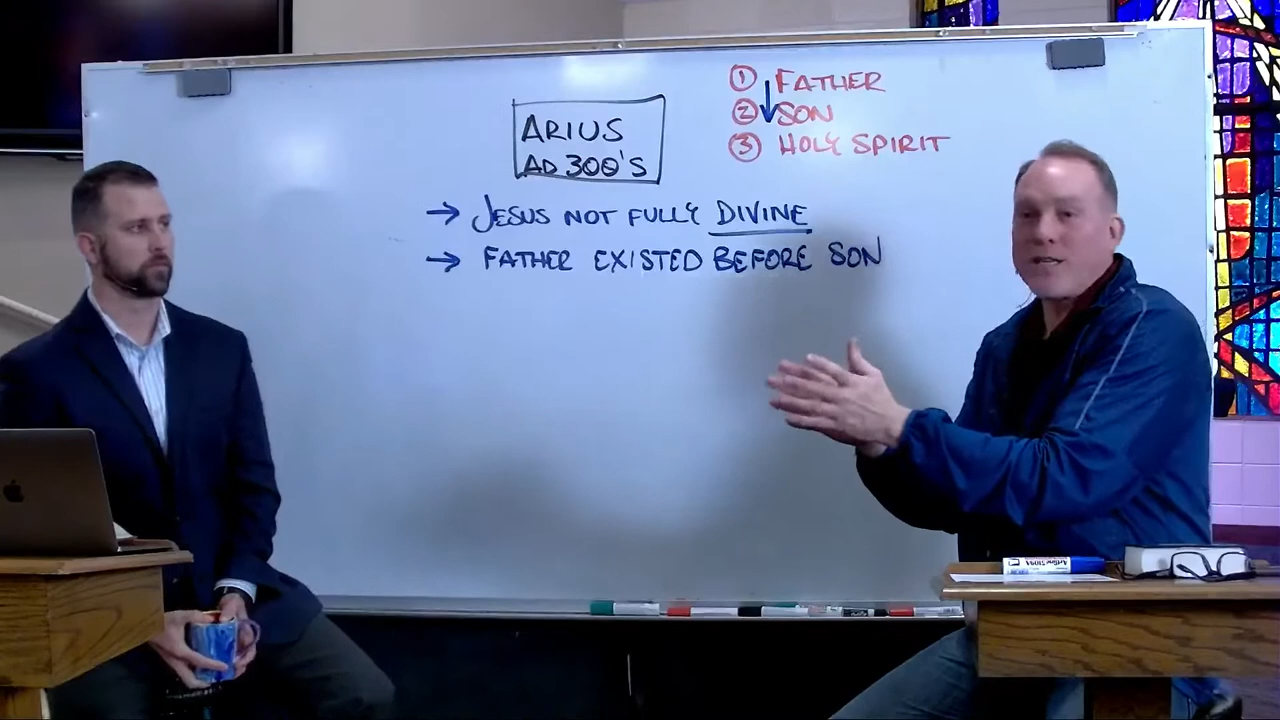 ① FATHER
② SON
③ HOLY SPIRIT
ARIUS
AD 300'S
→ JESUS NOT FULLY DIVINE
→ FATHER EXISTED BEFORE SON